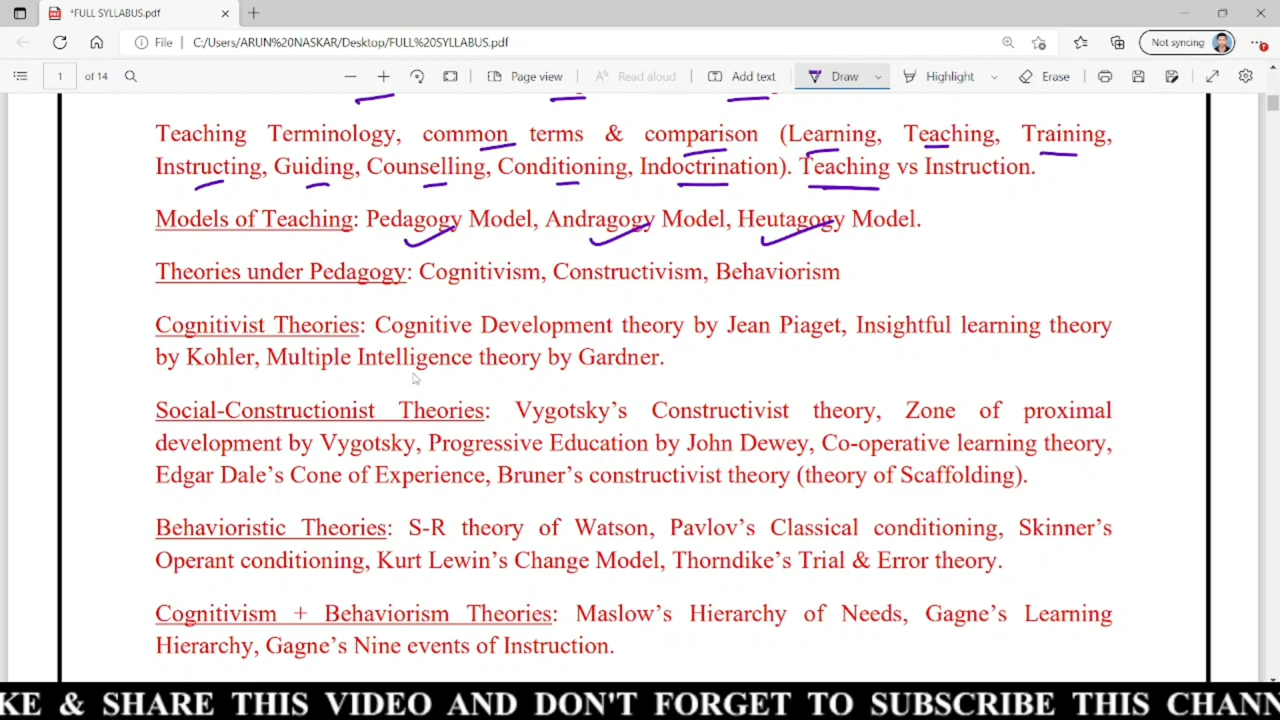 *FULL SYLLABUS.pdf
File
C:/Users/ARUN%20NASKAR/Desktop/FULL%20SYLLABUS.pdf
Not syncing
1 of 14
Page view
Read aloud
Add text
Draw
Highlight
Erase
Teaching Terminology, common terms & comparison (Learning, Teaching, Training,
Instructing, Guiding, Counselling, Conditioning, Indoctrination). Teaching vs Instruction.
Models of Teaching: Pedagogy Model, Andragogy Model, Heutagogy Model.
Theories under Pedagogy: Cognitivism, Constructivism, Behaviorism
Cognitivist Theories: Cognitive Development theory by Jean Piaget, Insightful learning theory
by Kohler, Multiple Intelligence theory by Gardner.
Social-Constructionist Theories: Vygotsky's Constructivist theory, Zone of proximal
development by Vygotsky, Progressive Education by John Dewey, Co-operative learning theory,
Edgar Dale's Cone of Experience, Bruner's constructivist theory (theory of Scaffolding).
Behavioristic Theories: S-R theory of Watson, Pavlov's Classical conditioning, Skinner's
Operant conditioning, Kurt Lewin's Change Model, Thorndike's Trial & Error theory.
Cognitivism + Behaviorism Theories: Maslow's Hierarchy of Needs, Gagne's Learning
Hierarchy, Gagne's Nine events of Instruction.
KE & SHARE THIS VIDEO AND DON'T FORGET TO SUBSCRIBE THIS CHANN